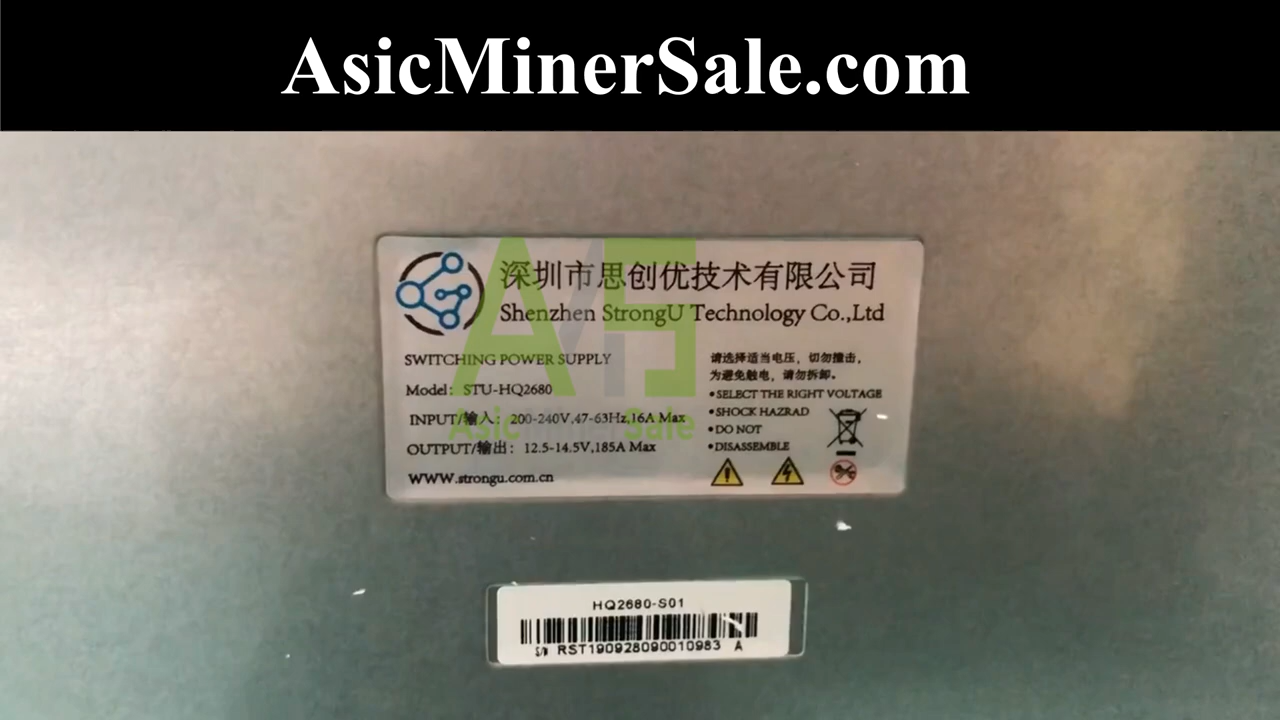 AsicMinerSale.com
深圳市思创优技术有限公司
Shenzhen StrongU Technology Co.,Ltd
SWITCHING POWER SUPPLY
Model: STU-HQ2680
INPUT/输入: 200-240V,47-63Hz,16A Max
OUTPUT/输出: 12.5-14.5V,185A Max
WWW.strongu.com.cn
请选择适当电压，切勿撞击，
为避免触电，请勿拆卸。
•SELECT THE RIGHT VOLTAGE
•SHOCK HAZRAD
•DO NOT
•DISASSEMBLE
AMS
AsicMinerSale
HQ2680-S01
S/N RST190928090010983 A